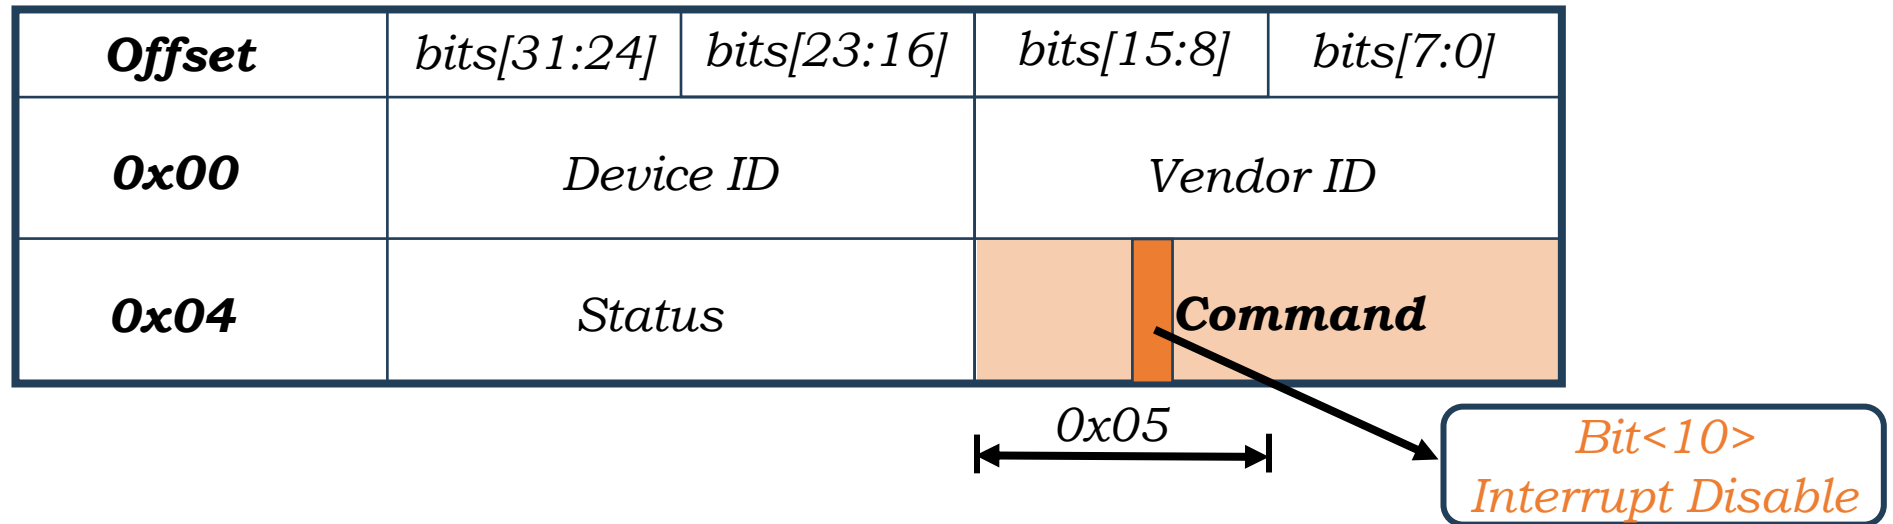 Offset bits[31:24] bits[23:16] bits[15:8] bits[7:0]
0x00 Device ID Vendor ID
0x04 Status Command
0x05
Bit<10>
Interrupt Disable